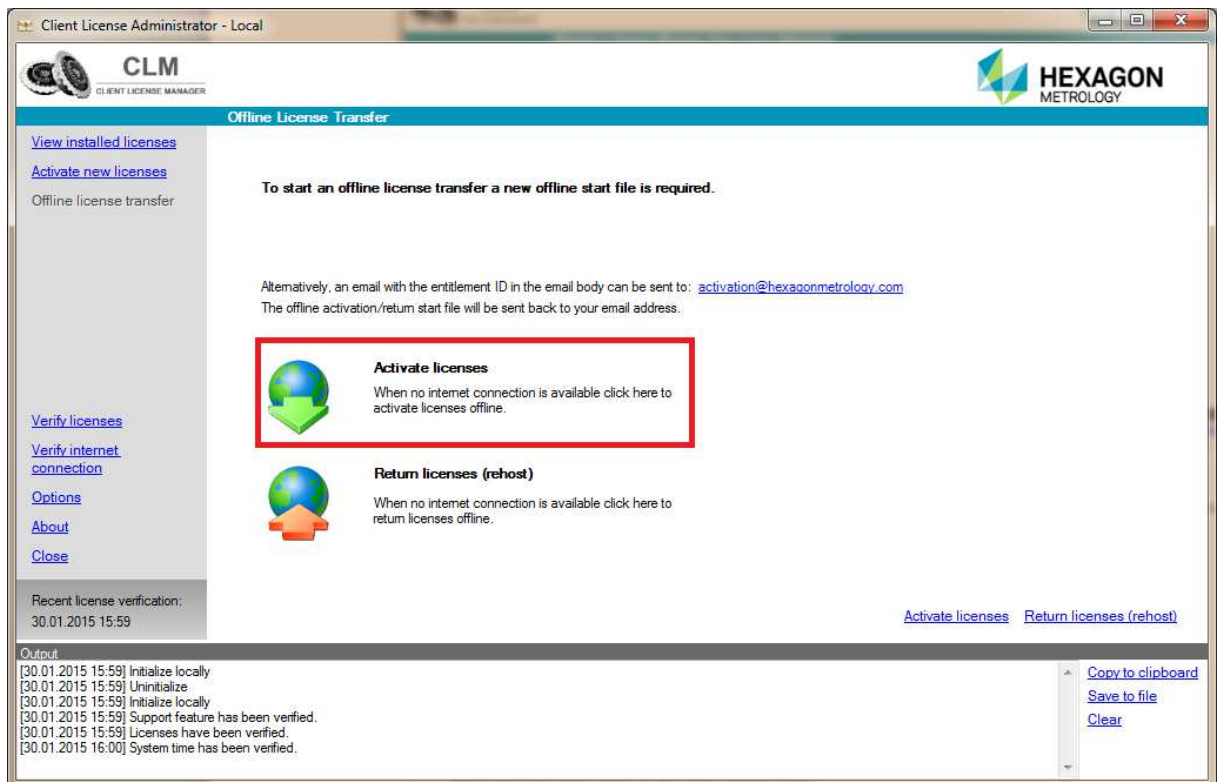 Client License Administrator - Local
CLM
CLIENT LICENSE MANAGER
HEXAGON
METROLOGY
Offline License Transfer
View installed licenses
Activate new licenses
Offline license transfer
To start an offline license transfer a new offline start file is required.
Alternatively, an email with the entitlement ID in the email body can be sent to: activation@hexagonmetrology.com
The offline activation/return start file will be sent back to your email address.
Activate licenses
When no internet connection is available click here to
activate licenses offline.
Return licenses (rehost)
When no internet connection is available click here to
return licenses offline.
Verify licenses
Verify internet
connection
Options
About
Close
Recent license verification:
30.01.2015 15:59
Activate licenses Return licenses (rehost)
Output
[30.01.2015 15:59] Initialize locally
[30.01.2015 15:59] Uninitialize
[30.01.2015 15:59] Initialize locally
[30.01.2015 15:59] Support feature has been verified.
[30.01.2015 15:59] Licenses have been verified.
[30.01.2015 16:00] System time has been verified.
Copy to clipboard
Save to file
Clear